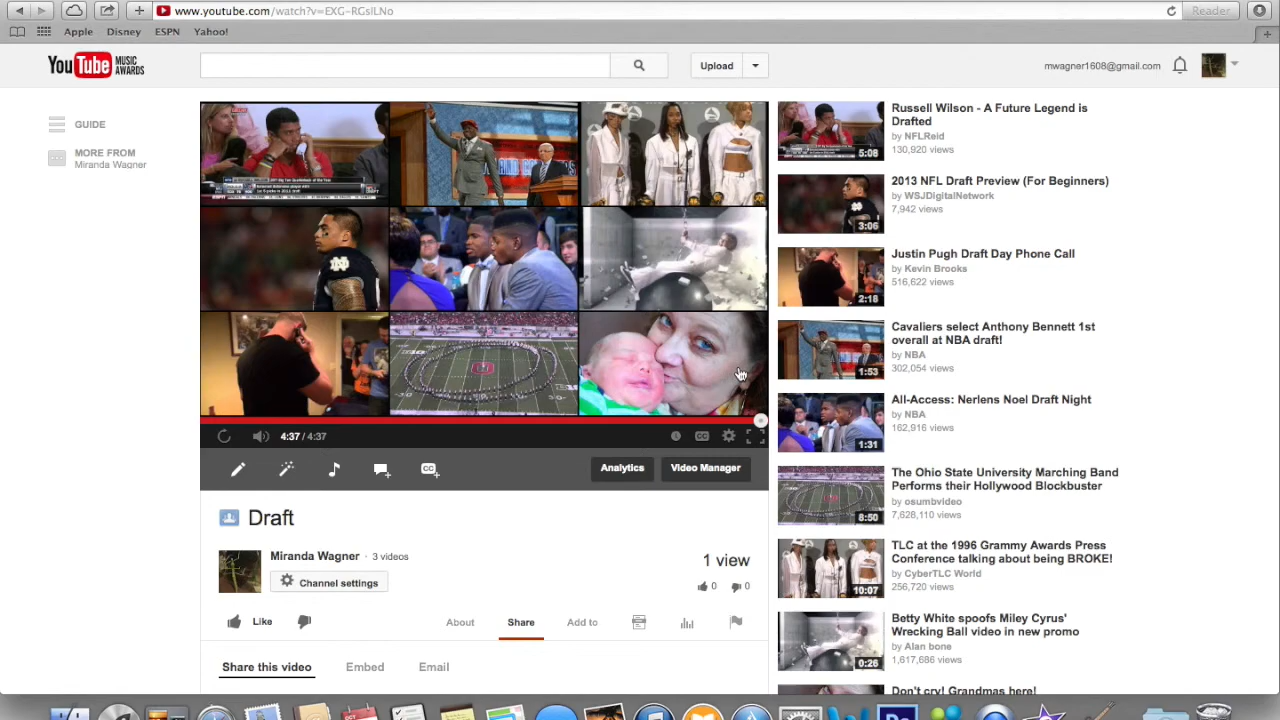 www.youtube.com/watch?v=EXG-RGsILNo
Reader
Apple Disney ESPN Yahoo!
YouTube MUSIC AWARDS
Upload
mwagner1608@gmail.com
GUIDE
MORE FROM
Miranda Wagner
4:37 / 4:37
CC
CC
Analytics
Video Manager
Draft
Miranda Wagner · 3 videos
Channel settings
1 view
0 0
Like
About
Share
Add to
Share this video
Embed
Email
5:08
Russell Wilson - A Future Legend is
Drafted
by NFLReid
130,920 views
3:06
2013 NFL Draft Preview (For Beginners)
by WSJDigitalNetwork
7,942 views
2:18
Justin Pugh Draft Day Phone Call
by Kevin Brooks
516,622 views
1:53
Cavaliers select Anthony Bennett 1st
overall at NBA draft!
by NBA
302,054 views
1:31
All-Access: Nerlens Noel Draft Night
by NBA
162,916 views
8:50
The Ohio State University Marching Band
Performs their Hollywood Blockbuster
by osumbvideo
7,628,110 views
10:07
TLC at the 1996 Grammy Awards Press
Conference talking about being BROKE!
by CyberTLC World
256,720 views
0:26
Betty White spoofs Miley Cyrus'
Wrecking Ball video in new promo
by Alan bone
1,617,686 views
Don't cry! Grandmas here!